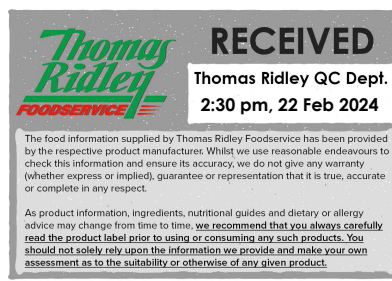 Thomas
Ridley
FOODSERVICE
RECEIVED
Thomas Ridley QC Dept.
2:30 pm, 22 Feb 2024
The food information supplied by Thomas Ridley Foodservice has been provided
by the respective product manufacturer. Whilst we use reasonable endeavours to
check this information and ensure its accuracy, we do not give any warranty
(whether express or implied), guarantee or representation that it is true, accurate
or complete in any respect.
As product information, ingredients, nutritional guides and dietary or allergy
advice may change from time to time, we recommend that you always carefully
read the product label prior to using or consuming any such products. You
should not solely rely upon the information we provide and make your own
assessment as to the suitability or otherwise of any given product.